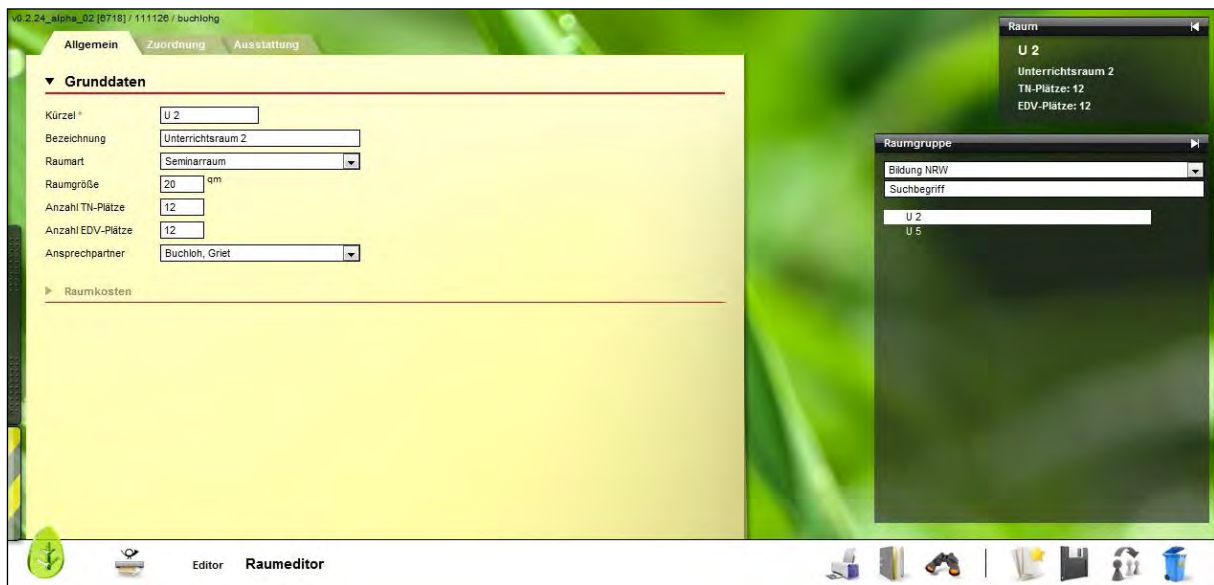 v0.2.24_alpha_02 [6718] / 111126 / buchlohg
Allgemein Zuordnung Ausstattung
Grunddaten
Kürzel *
U 2
Bezeichnung
Unterrichtsraum 2
Raumart
Seminarraum
Raumgröße
20 qm
Anzahl TN-Plätze
12
Anzahl EDV-Plätze
12
Ansprechpartner
Buchloh, Griet
Raumkosten
Raum
U 2
Unterrichtsraum 2
TN-Plätze: 12
EDV-Plätze: 12
Raumgruppe
Bildung NRW
Suchbegriff
U 2
U 5
Editor Raumeditor